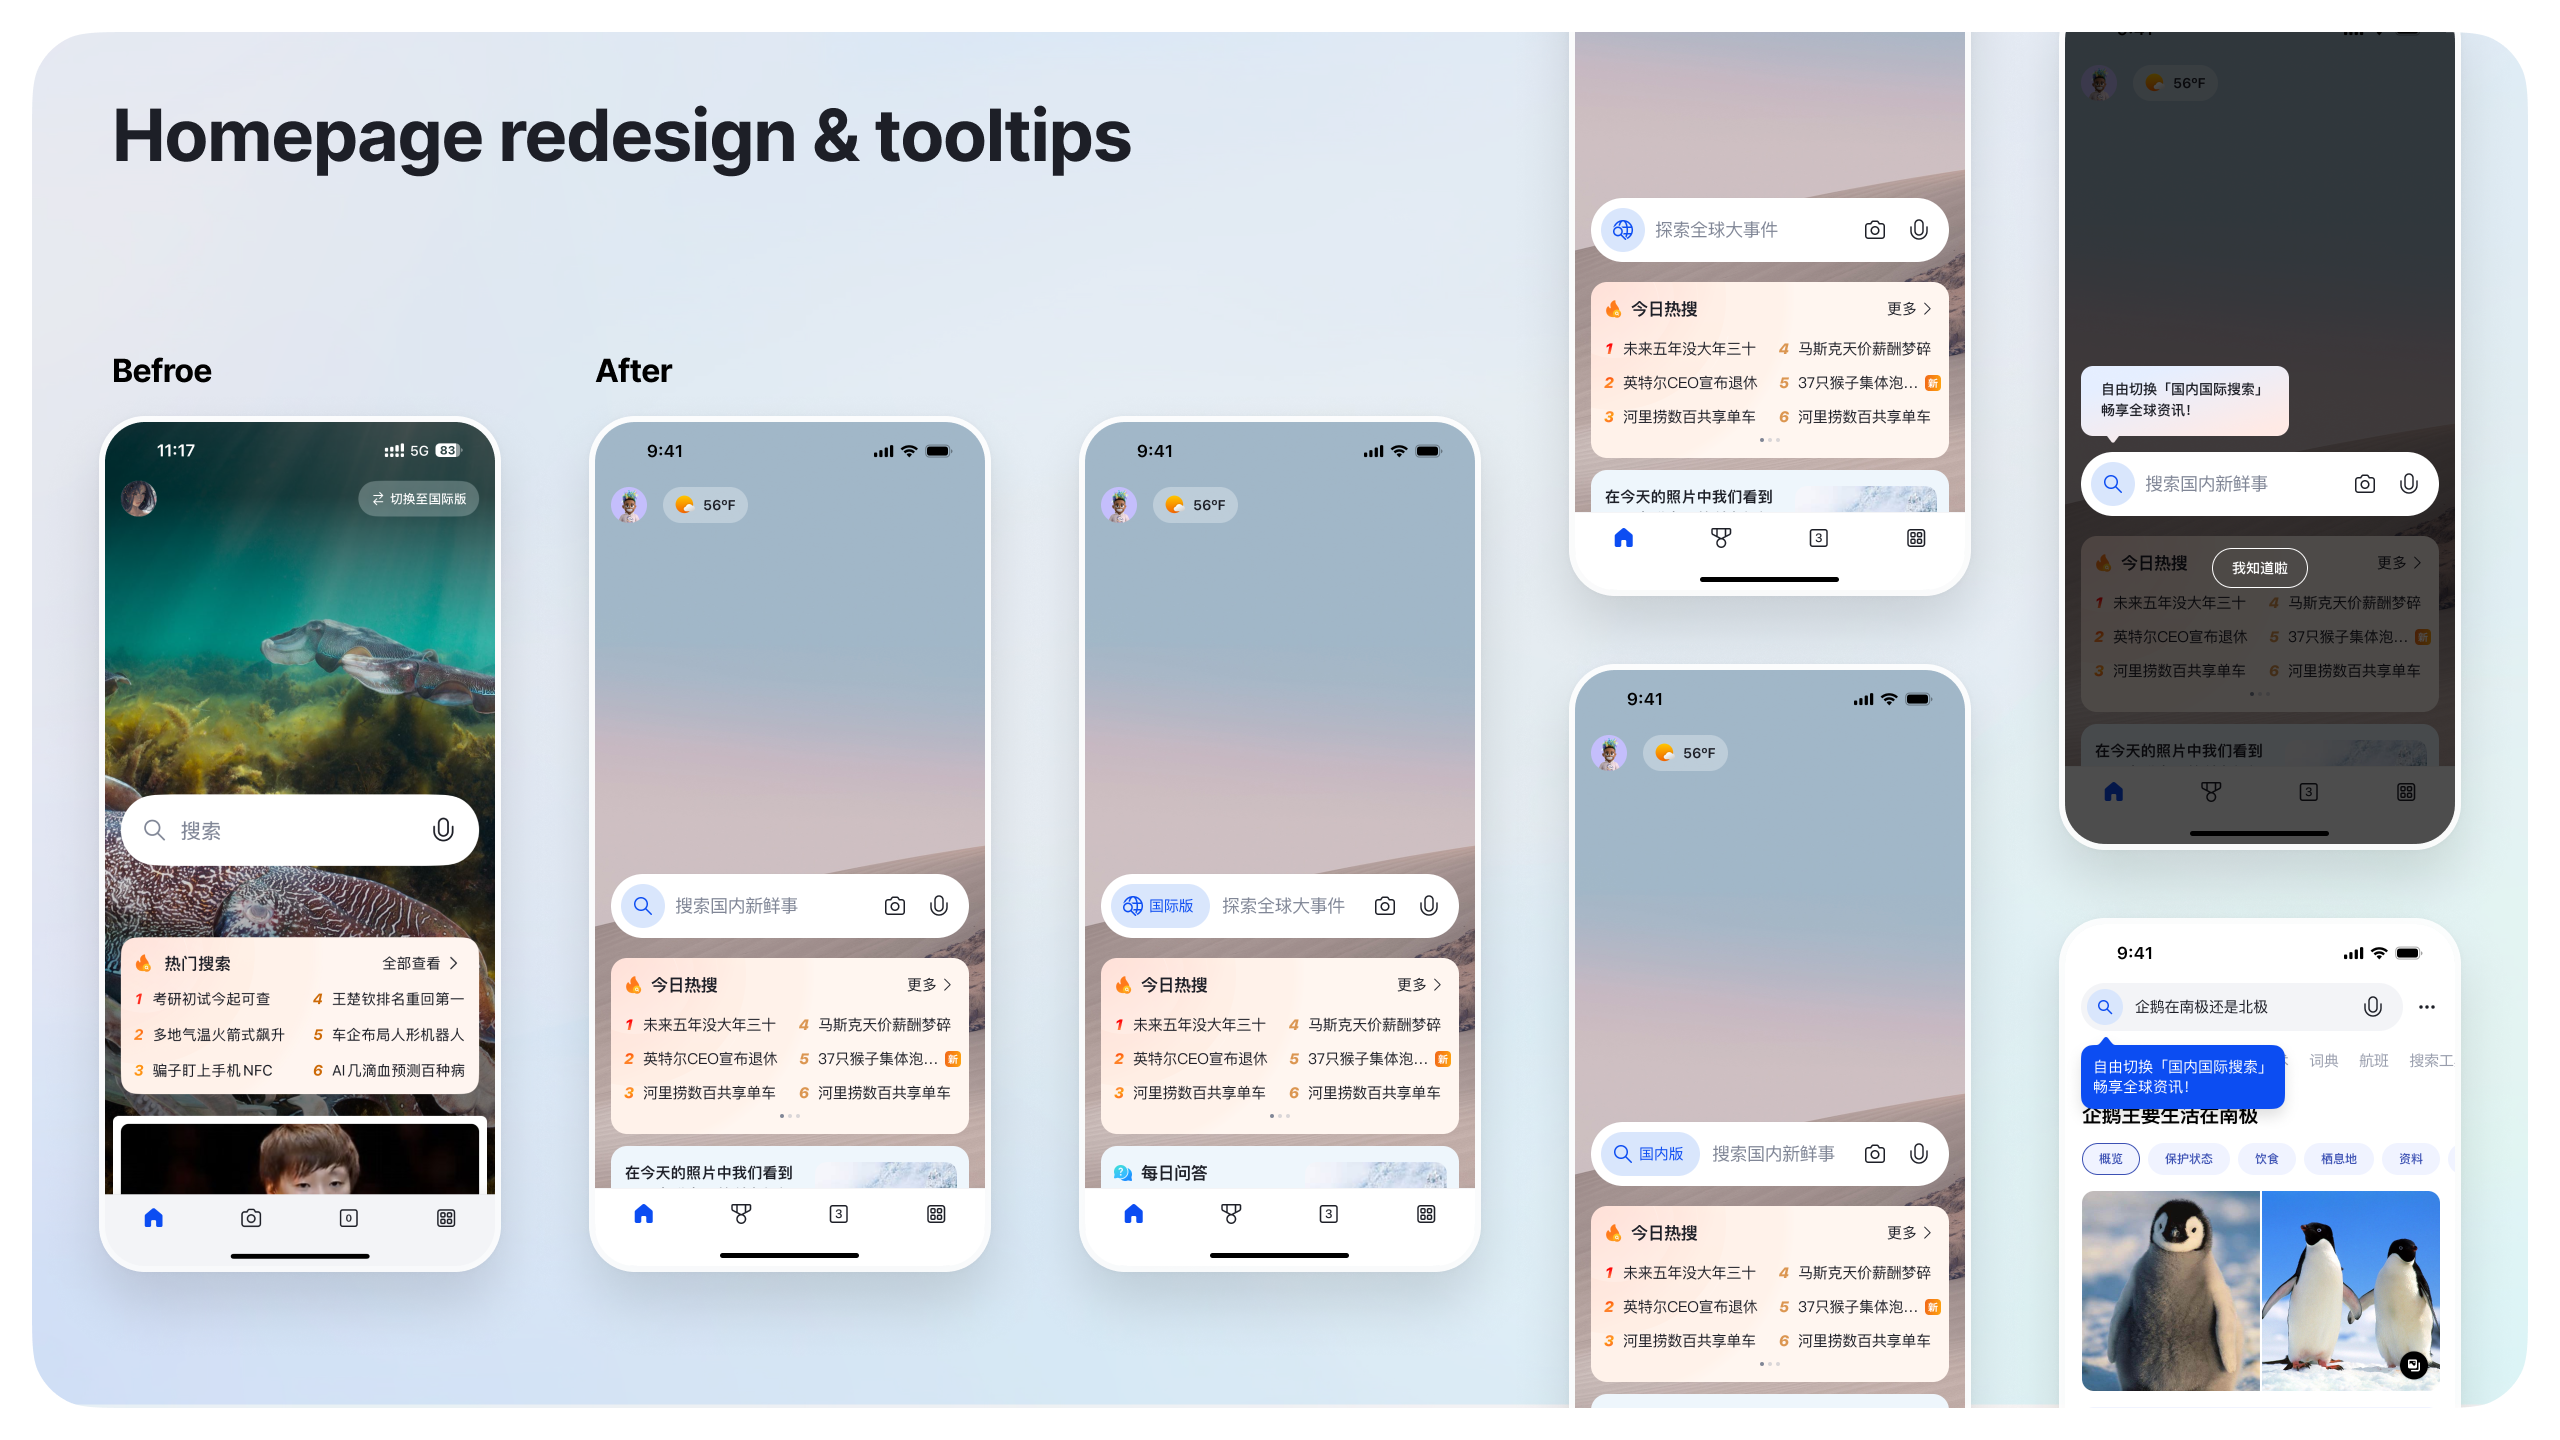 Homepage redesign & tooltips
Befroe
After
11:17
5G
83
切换至国际版
搜索
热门搜索
全部查看
1 考研初试今起可查
4 王楚钦排名重回第一
2 多地气温火箭式飙升
5 车企布局人形机器人
3 骗子盯上手机NFC
6 AI几滴血预测百种病
0
9:41
56°F
搜索国内新鲜事
今日热搜
更多
1 未来五年没大年三十
4 马斯克天价薪酬梦碎
2 英特尔CEO宣布退休
5 37只猴子集体泡... 新
3 河里捞数百共享单车
6 河里捞数百共享单车
在今天的照片中我们看到
3
9:41
56°F
国际版
探索全球大事件
今日热搜
更多
1 未来五年没大年三十
4 马斯克天价薪酬梦碎
2 英特尔CEO宣布退休
5 37只猴子集体泡... 新
3 河里捞数百共享单车
6 河里捞数百共享单车
每日问答
3
探索全球大事件
今日热搜
更多
1 未来五年没大年三十
4 马斯克天价薪酬梦碎
2 英特尔CEO宣布退休
5 37只猴子集体泡... 新
3 河里捞数百共享单车
6 河里捞数百共享单车
在今天的照片中我们看到
3
9:41
56°F
国内版
搜索国内新鲜事
今日热搜
更多
1 未来五年没大年三十
4 马斯克天价薪酬梦碎
2 英特尔CEO宣布退休
5 37只猴子集体泡... 新
3 河里捞数百共享单车
6 河里捞数百共享单车
56°F
自由切换「国内国际搜索」
畅享全球资讯！
搜索国内新鲜事
今日热搜
我知道啦
更多
1 未来五年没大年三十
4 马斯克天价薪酬梦碎
2 英特尔CEO宣布退休
5 37只猴子集体泡... 新
3 河里捞数百共享单车
6 河里捞数百共享单车
在今天的照片中我们看到
3
9:41
企鹅在南极还是北极
自由切换「国内国际搜索」
畅享全球资讯！
词典
航班
搜索工
企鹅主要生活在南极
概览
保护状态
饮食
栖息地
资料